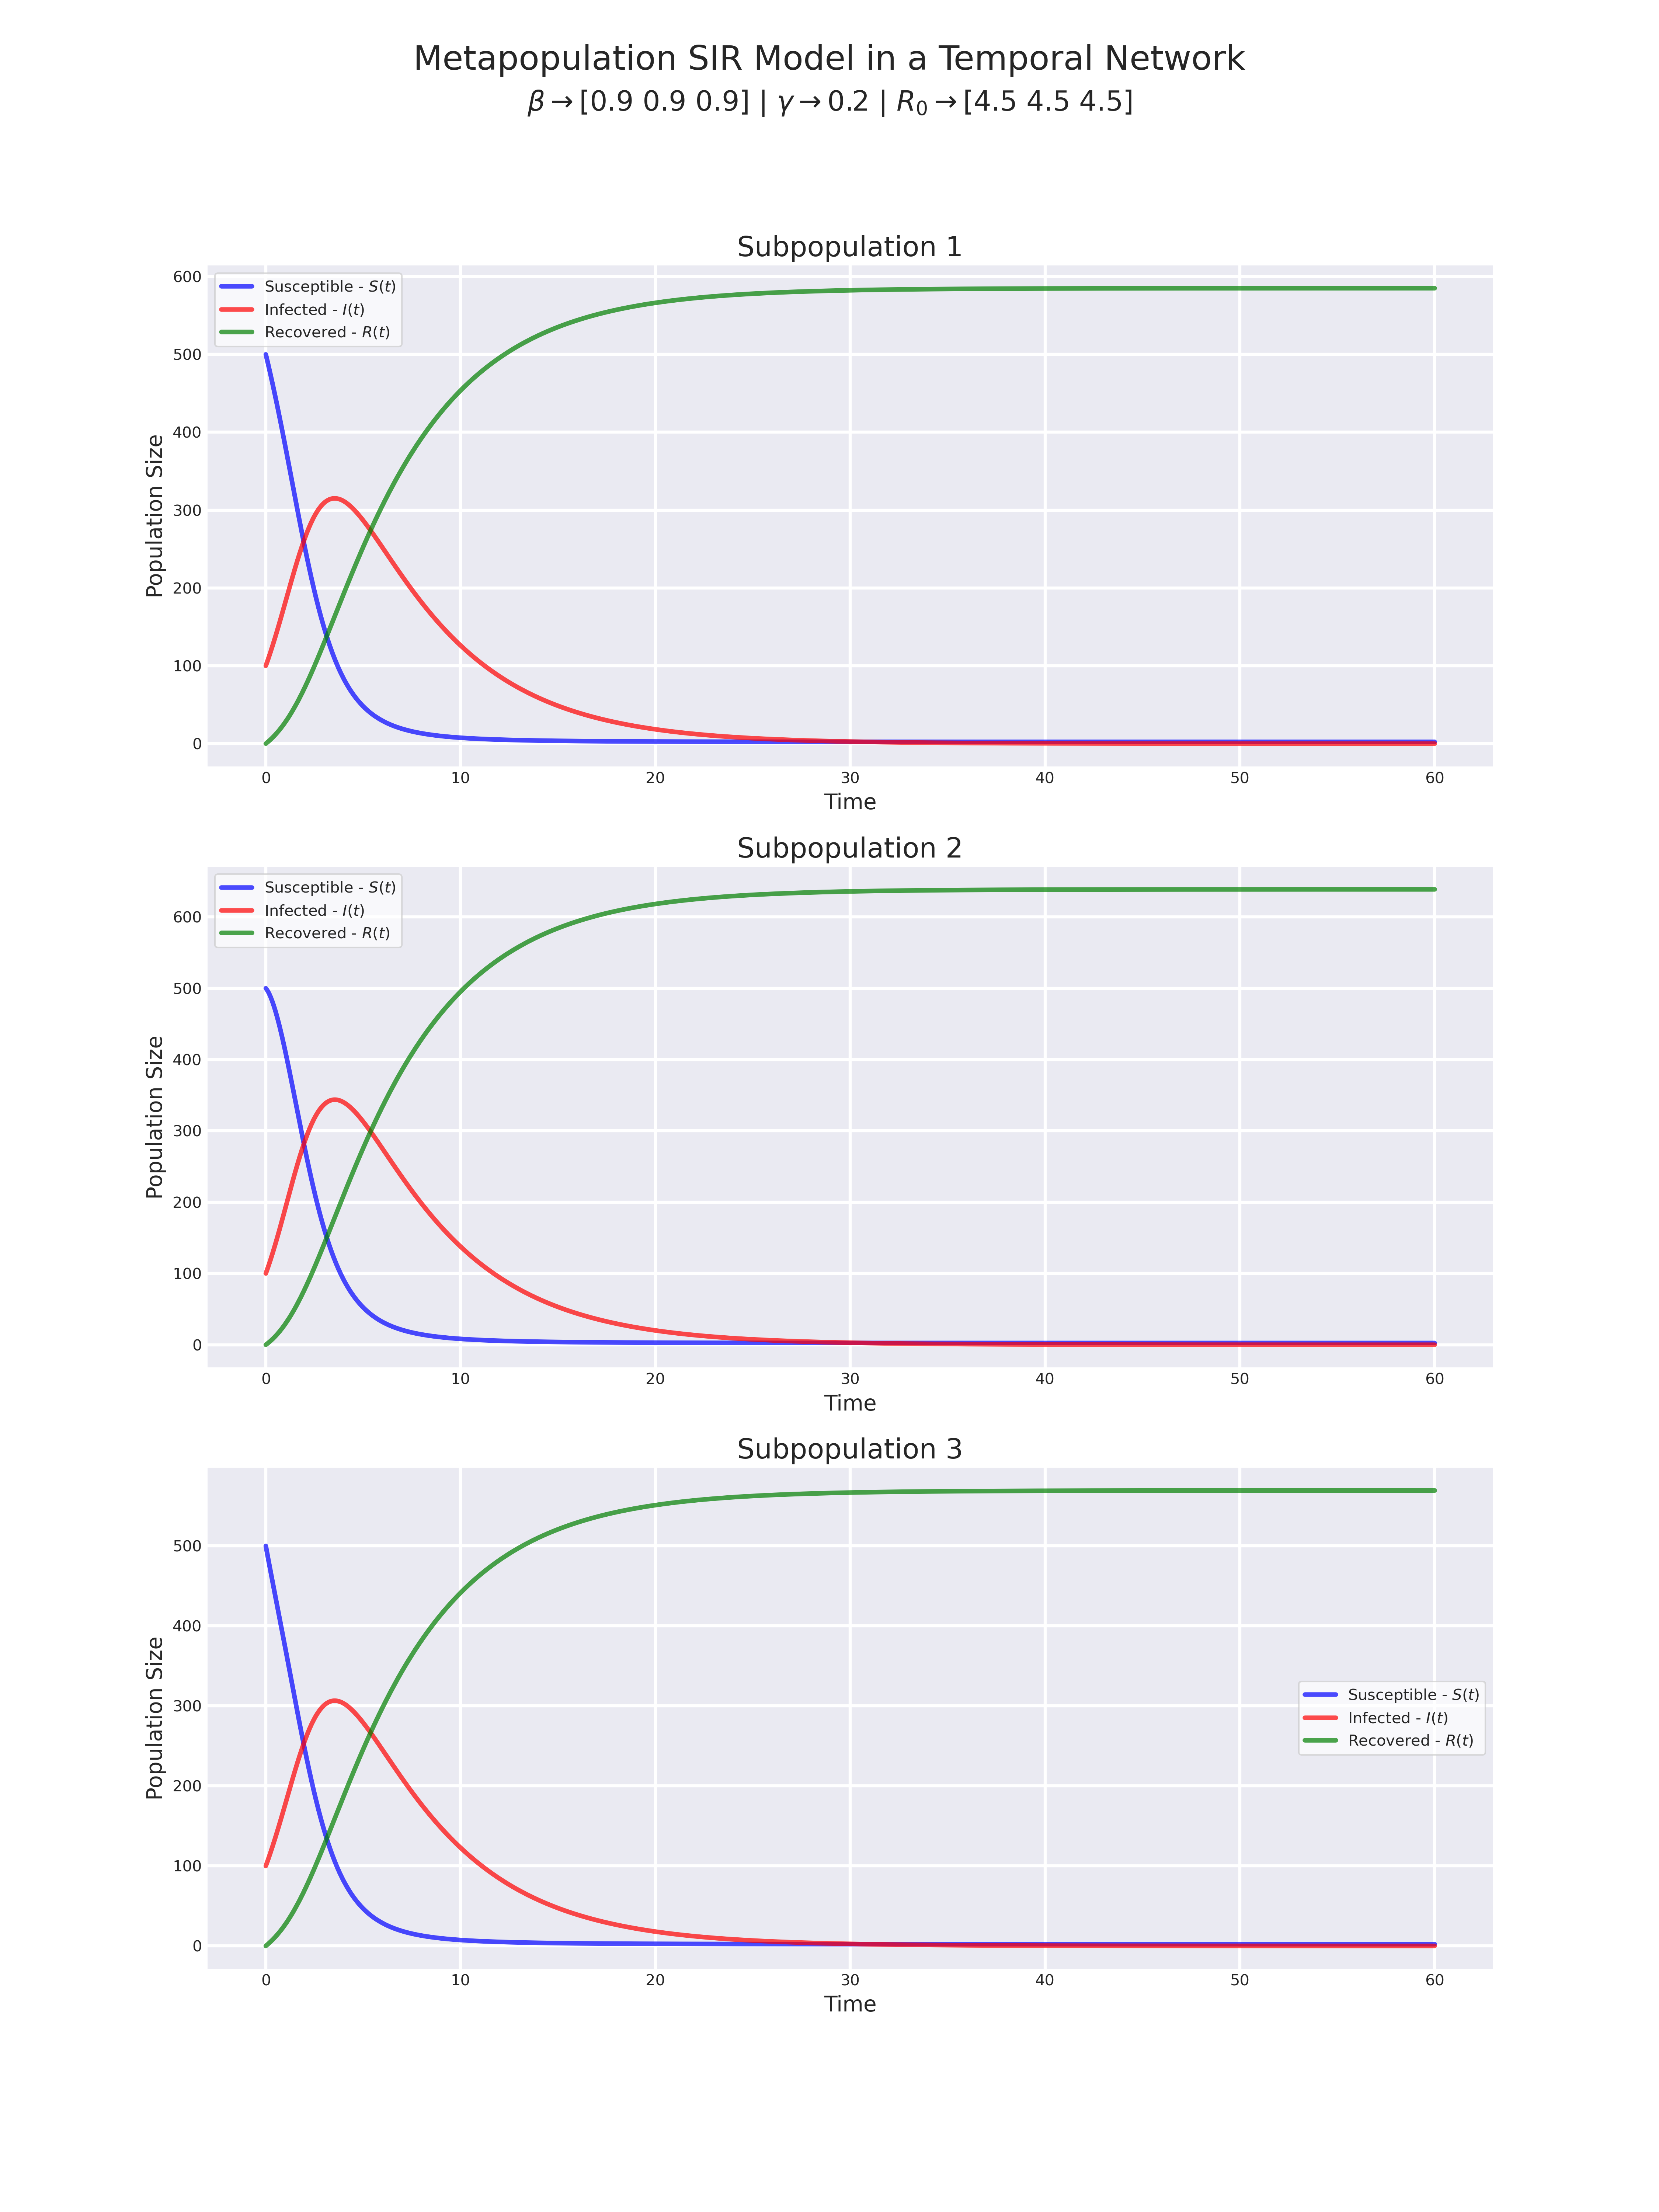 Metapopulation SIR Model in a Temporal Network
β→[0.9 0.9 0.9] | γ→0.2 | R₀→[4.5 4.5 4.5]
Subpopulation 1
Susceptible - S(t)
Infected - I(t)
Recovered - R(t)
Population Size
600
500
400
300
200
100
0
0 10 20 30 40 50 60
Time
Subpopulation 2
Susceptible - S(t)
Infected - I(t)
Recovered - R(t)
Population Size
600
500
400
300
200
100
0
0 10 20 30 40 50 60
Time
Subpopulation 3
Population Size
500
400
300
200
100
0
Susceptible - S(t)
Infected - I(t)
Recovered - R(t)
0 10 20 30 40 50 60
Time